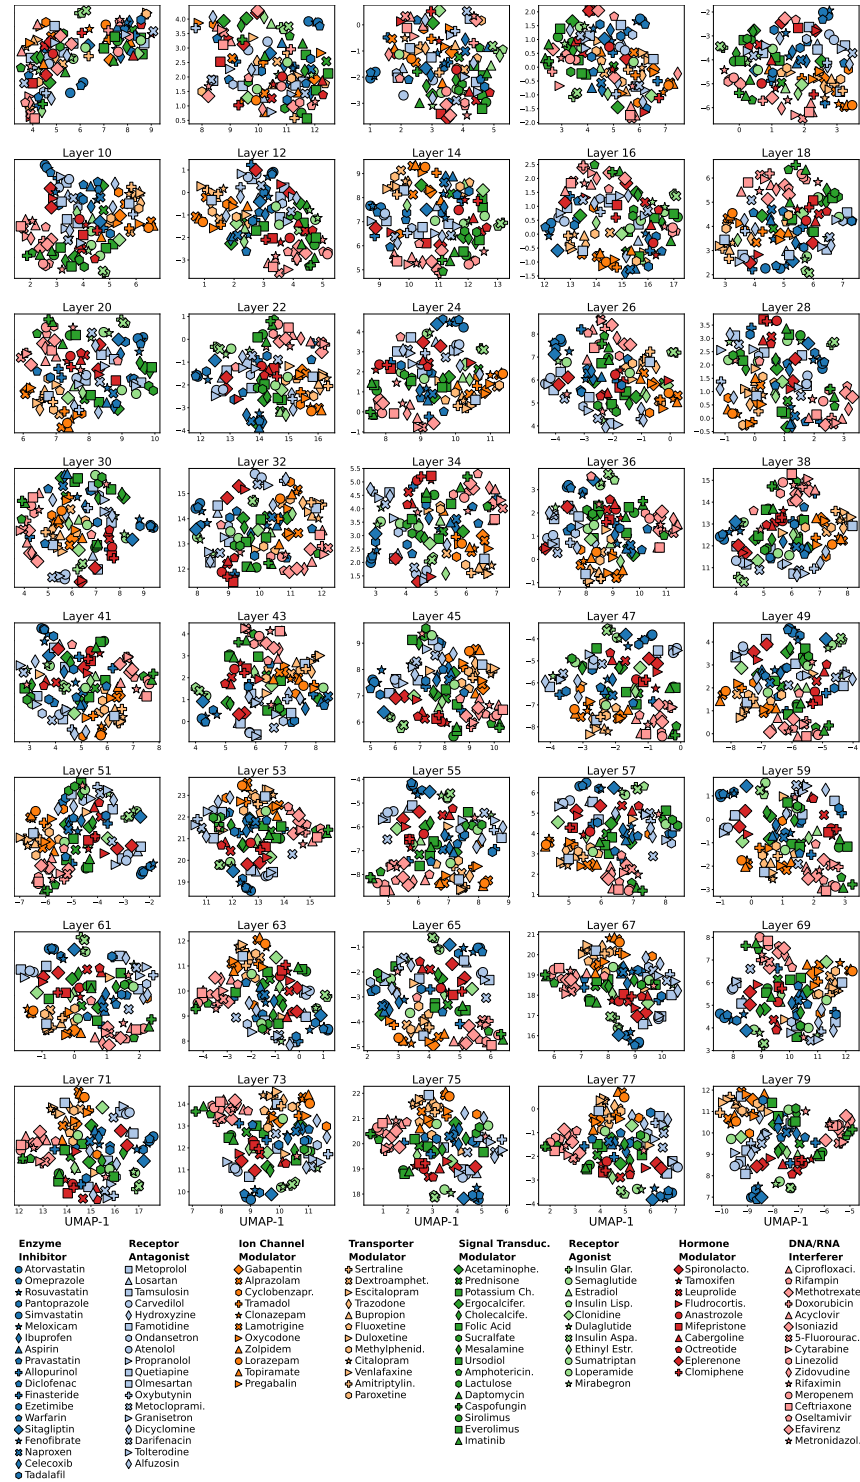 Layer 10
Layer 12
Layer 14
Layer 16
Layer 18
Layer 20
Layer 22
Layer 24
Layer 26
Layer 28
Layer 30
Layer 32
Layer 34
Layer 36
Layer 38
Layer 41
Layer 43
Layer 45
Layer 47
Layer 49
Layer 51
Layer 53
Layer 55
Layer 57
Layer 59
Layer 61
Layer 63
Layer 65
Layer 67
Layer 69
Layer 71
Layer 73
Layer 75
Layer 77
Layer 79
UMAP-1
UMAP-1
UMAP-1
UMAP-1
UMAP-1
Enzyme
Inhibitor
Atorvastatin
Omeprazole
Rosuvastatin
Pantoprazole
Simvastatin
Meloxicam
Ibuprofen
Aspirin
Pravastatin
Allopurinol
Diclofenac
Finasteride
Ezetimibe
Warfarin
Sitagliptin
Fenofibrate
Naproxen
Celecoxib
Tadalafil
Receptor
Antagonist
Metoprolol
Losartan
Tamsulosin
Carvedilol
Hydroxyzine
Famotidine
Ondansetron
Atenolol
Propranolol
Quetiapine
Olmesartan
Oxybutynin
Metocloprami.
Granisetron
Dicyclomine
Darifenacin
Tolterodine
Alfuzosin
Ion Channel
Modulator
Gabapentin
Alprazolam
Cyclobenzapr.
Tramadol
Clonazepam
Lamotrigine
Oxycodone
Zolpidem
Lorazepam
Topiramate
Pregabalin
Transporter
Modulator
Sertraline
Dextroamphet.
Escitalopram
Trazodone
Bupropion
Fluoxetine
Duloxetine
Methylphenid.
Citalopram
Venlafaxine
Amitriptylin.
Paroxetine
Signal Transduc.
Modulator
Acetaminophe.
Prednisone
Potassium Ch.
Ergocalcifer.
Cholecalcife.
Folic Acid
Sucralfate
Mesalamine
Ursodiol
Amphotericin.
Lactulose
Daptomycin
Caspofungin
Sirolimus
Everolimus
Imatinib
Receptor
Agonist
Insulin Glar.
Semaglutide
Estradiol
Insulin Lisp.
Clonidine
Dulaglutide
Insulin Aspa.
Ethinyl Estr.
Sumatriptan
Loperamide
Mirabegron
Hormone
Modulator
Spironolacto.
Tamoxifen
Leuprolide
Fludrocortis.
Anastrozole
Mifepristone
Cabergoline
Octreotide
Eplerenone
Clomiphene
DNA/RNA
Interferer
Ciprofloxaci.
Rifampin
Methotrexate
Doxorubicin
Acyclovir
Isoniazid
5-Fluorourac.
Cytarabine
Linezolid
Zidovudine
Rifaximin
Meropenem
Ceftriaxone
Oseltamivir
Efavirenz
Metronidazol.